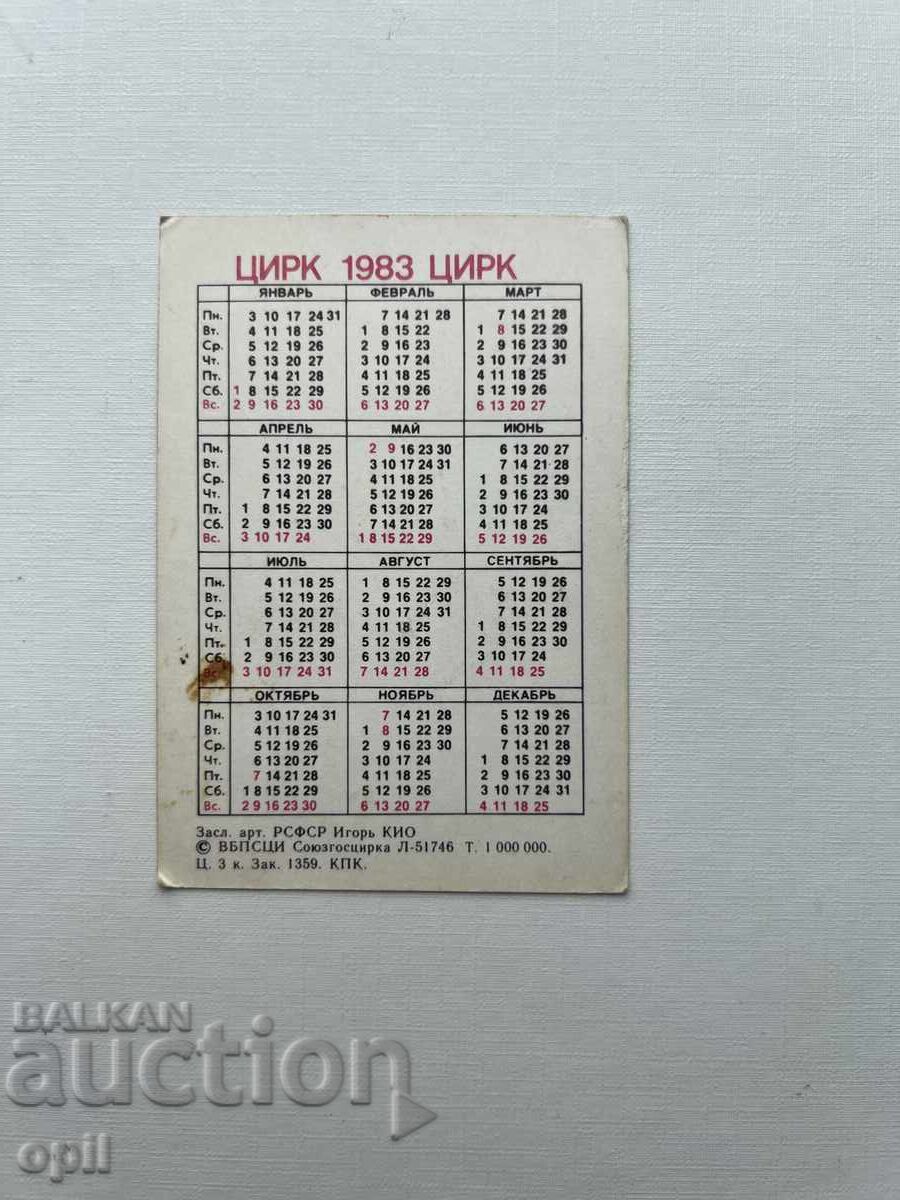 ЦИРК 1983 ЦИРК
ЯНВАРЬ ФЕВРАЛЬ МАРТ
Пн. 3 10 17 24 31 7 14 21 28 7 14 21 28
Вт. 4 11 18 25 1 8 15 22 1 8 15 22 29
Ср. 5 12 19 26 2 9 16 23 2 9 16 23 30
Чт. 6 13 20 27 3 10 17 24 3 10 17 24 31
Пт. 7 14 21 28 4 11 18 25 4 11 18 25
Сб. 1 8 15 22 29 5 12 19 26 5 12 19 26
Вс. 2 9 16 23 30 6 13 20 27 6 13 20 27
АПРЕЛЬ МАЙ ИЮНЬ
Пн. 4 11 18 25 2 9 16 23 30 6 13 20 27
Вт. 5 12 19 26 3 10 17 24 31 7 14 21 28
Ср. 6 13 20 27 4 11 18 25 1 8 15 22 29
Чт. 7 14 21 28 5 12 19 26 2 9 16 23 30
Пт. 1 8 15 22 29 6 13 20 27 3 10 17 24
Сб. 2 9 16 23 30 7 14 21 28 4 11 18 25
Вс. 3 10 17 24 1 8 15 22 29 5 12 19 26
ИЮЛЬ АВГУСТ СЕНТЯБРЬ
Пн. 4 11 18 25 1 8 15 22 29 5 12 19 26
Вт. 5 12 19 26 2 9 16 23 30 6 13 20 27
Ср. 6 13 20 27 3 10 17 24 31 7 14 21 28
Чт. 7 14 21 28 4 11 18 25 1 8 15 22 29
Пт. 1 8 15 22 29 5 12 19 26 2 9 16 23 30
Сб. 2 9 16 23 30 6 13 20 27 3 10 17 24
Вс. 3 10 17 24 31 7 14 21 28 4 11 18 25
ОКТЯБРЬ НОЯБРЬ ДЕКАБРЬ
Пн. 3 10 17 24 31 7 14 21 28 5 12 19 26
Вт. 4 11 18 25 1 8 15 22 29 6 13 20 27
Ср. 5 12 19 26 2 9 16 23 30 7 14 21 28
Чт. 6 13 20 27 3 10 17 24 1 8 15 22 29
Пт. 7 14 21 28 4 11 18 25 2 9 16 23 30
Сб. 1 8 15 22 29 5 12 19 26 3 10 17 24 31
Вс. 2 9 16 23 30 6 13 20 27 4 11 18 25
Засл. арт. РСФСР Игорь КИО
© ВБПСЦИ Союзгосцирка Л-51746 Т. 1 000 000.
Ц. 3 к. Зак. 1359. КПК.
BALKAN
auction
opil